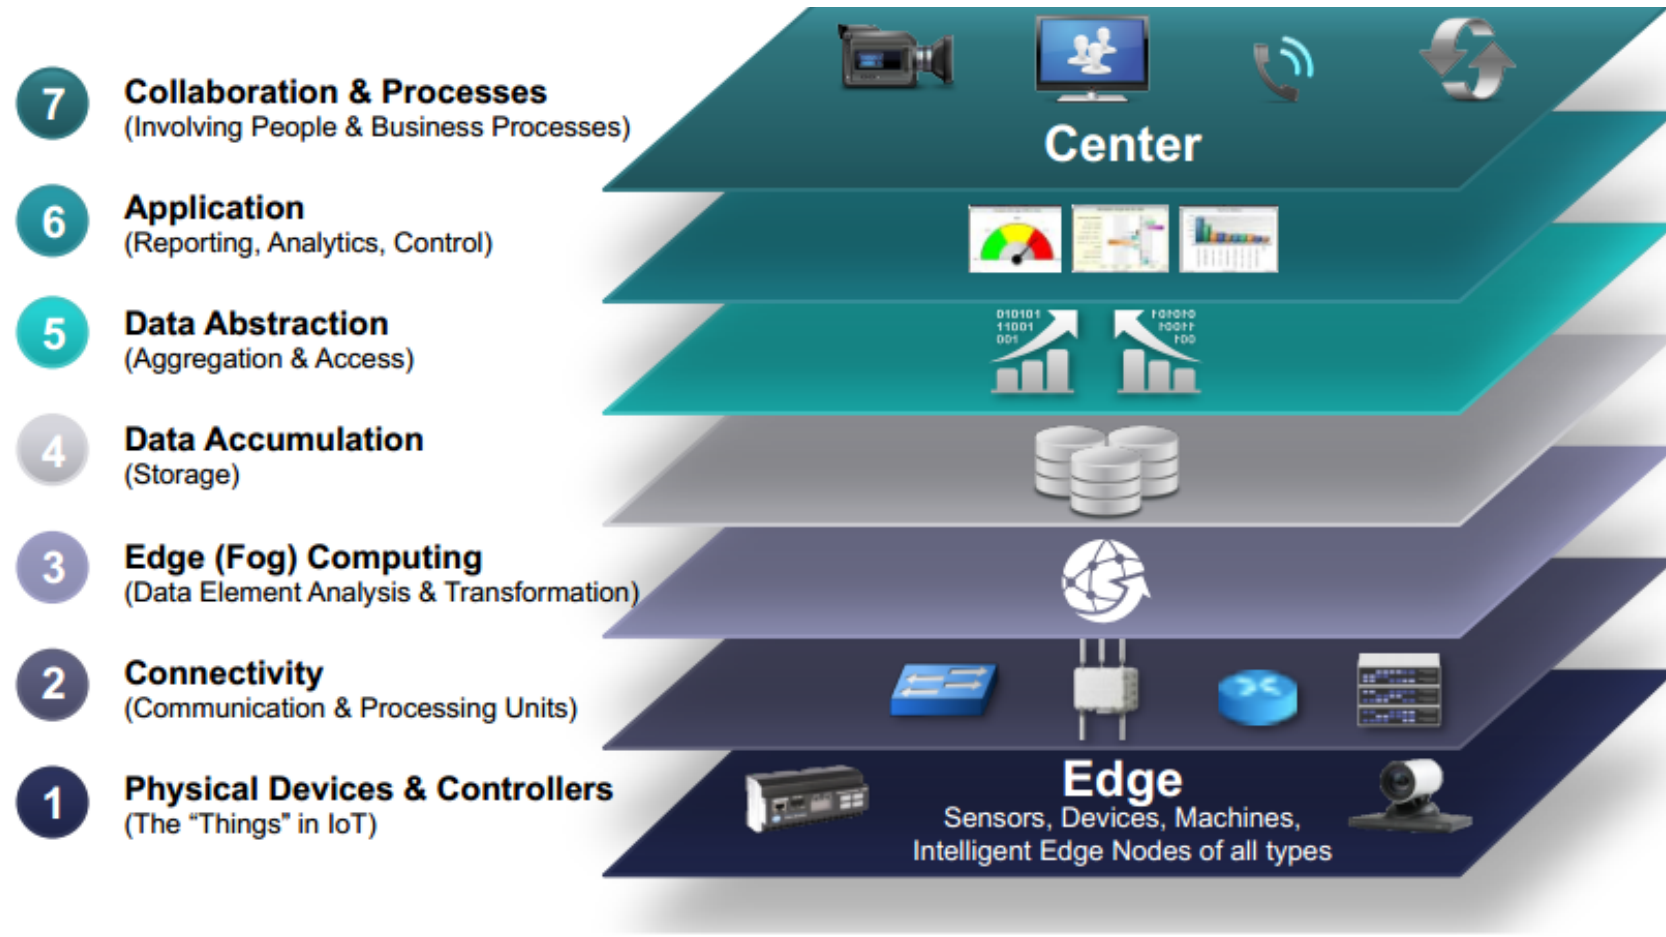 7
Collaboration & Processes
(Involving People & Business Processes)
Center
6
Application
(Reporting, Analytics, Control)
5
Data Abstraction
(Aggregation & Access)
010101
11001
001
4
Data Accumulation
(Storage)
3
Edge (Fog) Computing
(Data Element Analysis & Transformation)
2
Connectivity
(Communication & Processing Units)
1
Physical Devices & Controllers
(The “Things” in IoT)
Edge
Sensors, Devices, Machines,
Intelligent Edge Nodes of all types